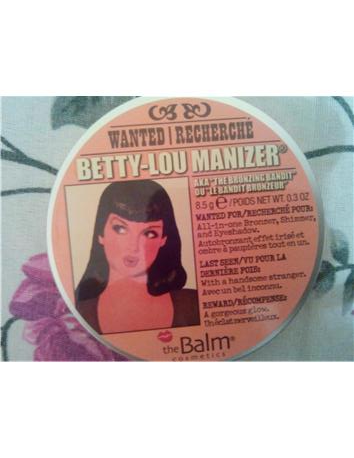 WANTED | RECHERCHÉ
BETTY-LOU MANIZER®
AKA "THE BRONZING BANDIT"
OU "LE BANDIT BRONZEUR"
8.5 g e / POIDS NET WT. 0.3 OZ
WANTED FOR/RECHERCHÉ POUR:
All-in-one Bronzer, Shimmer,
and Eyeshadow.
Autobronzant effet irisé et
ombre à paupières tout en un.
LAST SEEN/VU POUR LA
DERNIÈRE FOIS:
With a handsome stranger.
Avec un bel inconnu.
REWARD/RÉCOMPENSE:
A gorgeous glow.
Un éclat merveilleux.
the Balm®
cosmetics